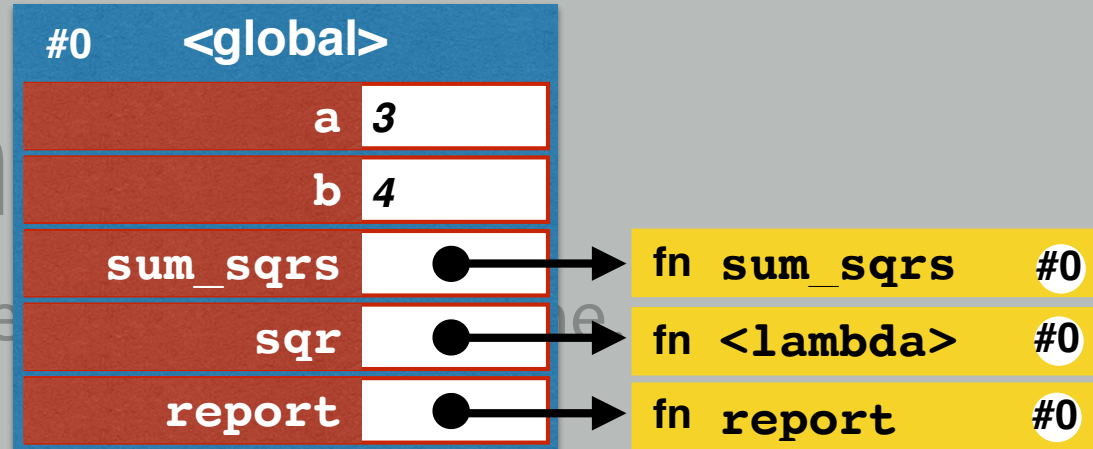 #0 <global>
a 3
b 4
sum_sqrs fn sum_sqrs #0
sqr fn <lambda> #0
report fn report #0